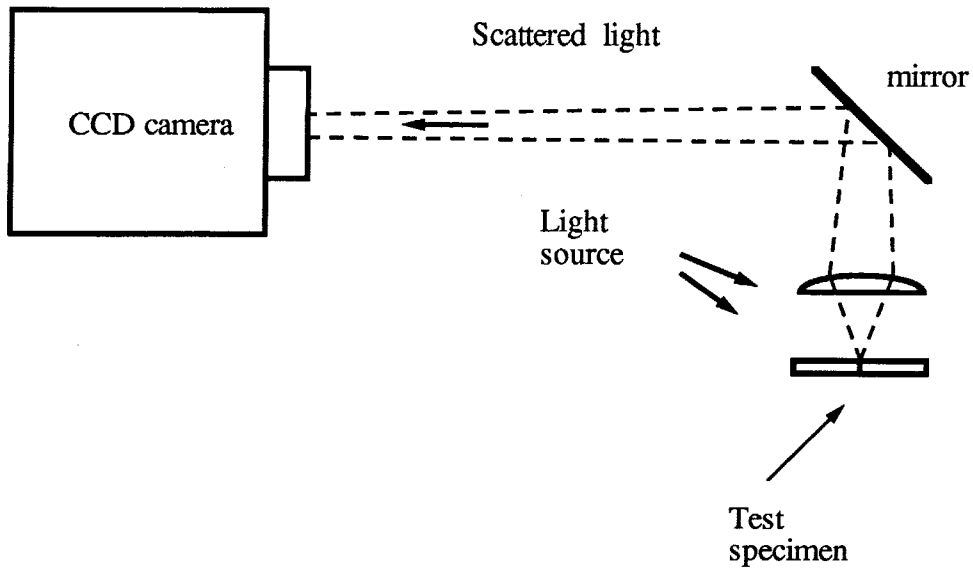 Scattered light
mirror
CCD camera
Light
source
Test
specimen